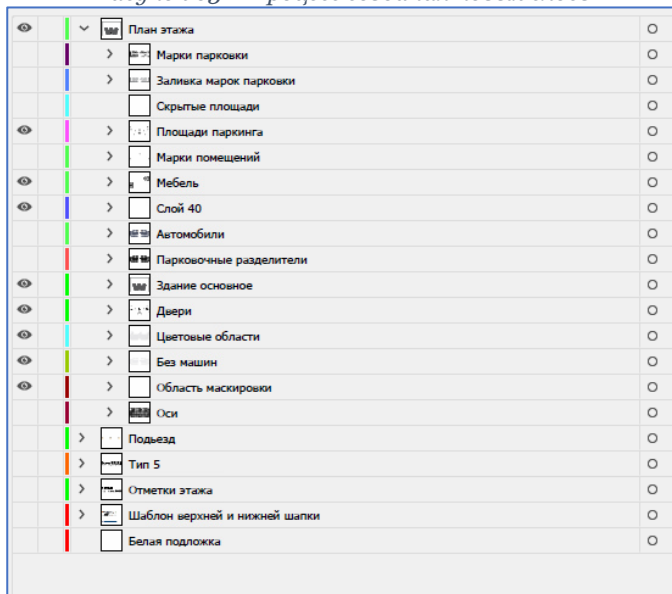 План этажа
Марки парковки
Заливка марок парковки
Скрытые площади
Площади паркинга
Марки помещений
Мебель
Слой 40
Автомобили
Парковочные разделители
Здание основное
Двери
Цветовые области
Без машин
Область маскировки
Оси
Подьезд
Тип 5
Отметки этажа
Шаблон верхней и нижней шапки
Белая подложка